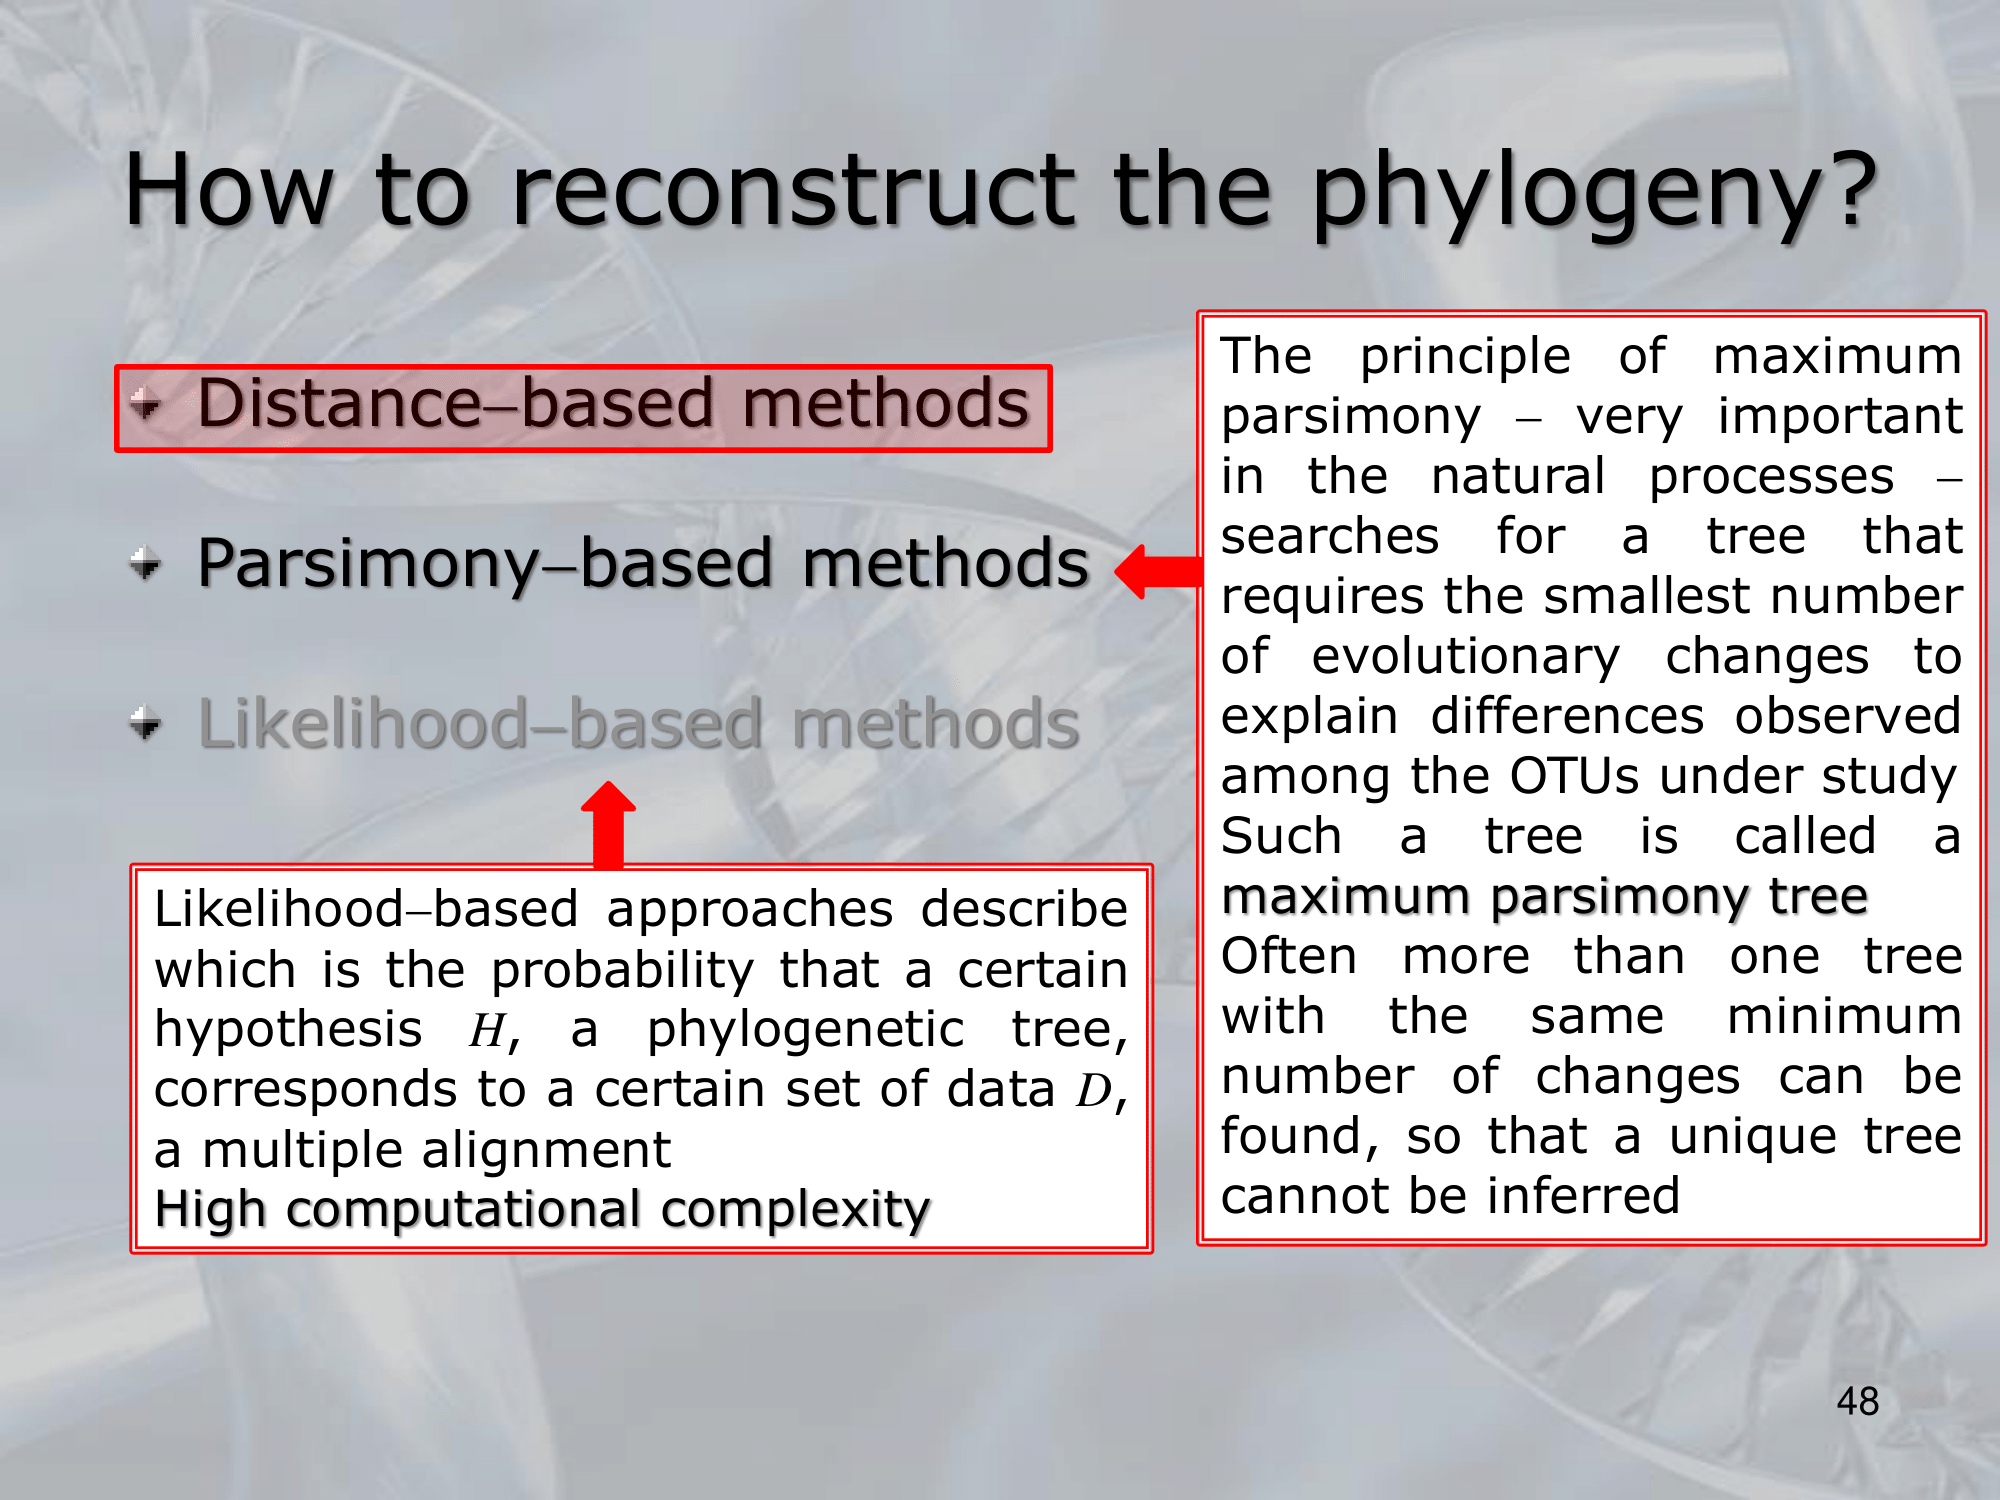 How to reconstruct the phylogeny?
Distance–based methods
Parsimony–based methods
Likelihood–based methods
The principle of maximum
parsimony – very important
in the natural processes –
searches for a tree that
requires the smallest number
of evolutionary changes to
explain differences observed
among the OTUs under study
Such a tree is called a
maximum parsimony tree
Often more than one tree
with the same minimum
number of changes can be
found, so that a unique tree
cannot be inferred
Likelihood–based approaches describe
which is the probability that a certain
hypothesis H, a phylogenetic tree,
corresponds to a certain set of data D,
a multiple alignment
High computational complexity
48